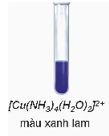 [Cu(NH₃)₄(H₂O)₂]²⁺
màu xanh lam